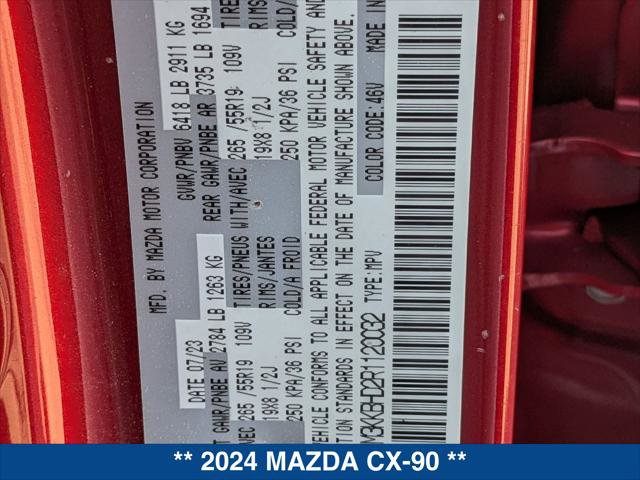 MFD. BY MAZDA MOTOR CORPORATION
DATE 07/23 GVWR/PNBV 6418 LB 2911 KG
GAWR/PNBE AV 2784 LB 1263 KG REAR GAWR/PNBE AR 3735 LB 1694
265 /55R19 109V TIRES/PNEUS WITH/AVEC 265 /55R19 109V TIRES/
19X8 1/2J RIMS/JANTES 19X8 1/2J RIMS
250 KPA/36 PSI COLD/A FROID 250 KPA/36 PSI COLD/A
VEHICLE CONFORMS TO ALL APPLICABLE FEDERAL MOTOR VEHICLE SAFETY AND
STANDARDS IN EFFECT ON THE DATE OF MANUFACTURE SHOWN ABOVE.
M3KKBHD2R1120032 TYPE: MPV COLOR CODE: 46V MADE IN
** 2024 MAZDA CX-90 **